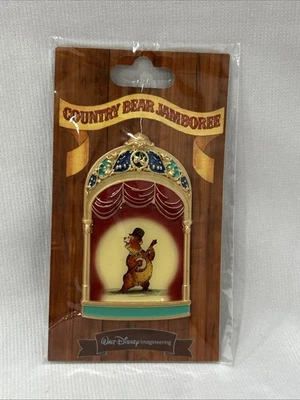 COUNTRY BEAR JAMBOREE
Walt Disney Imagineering